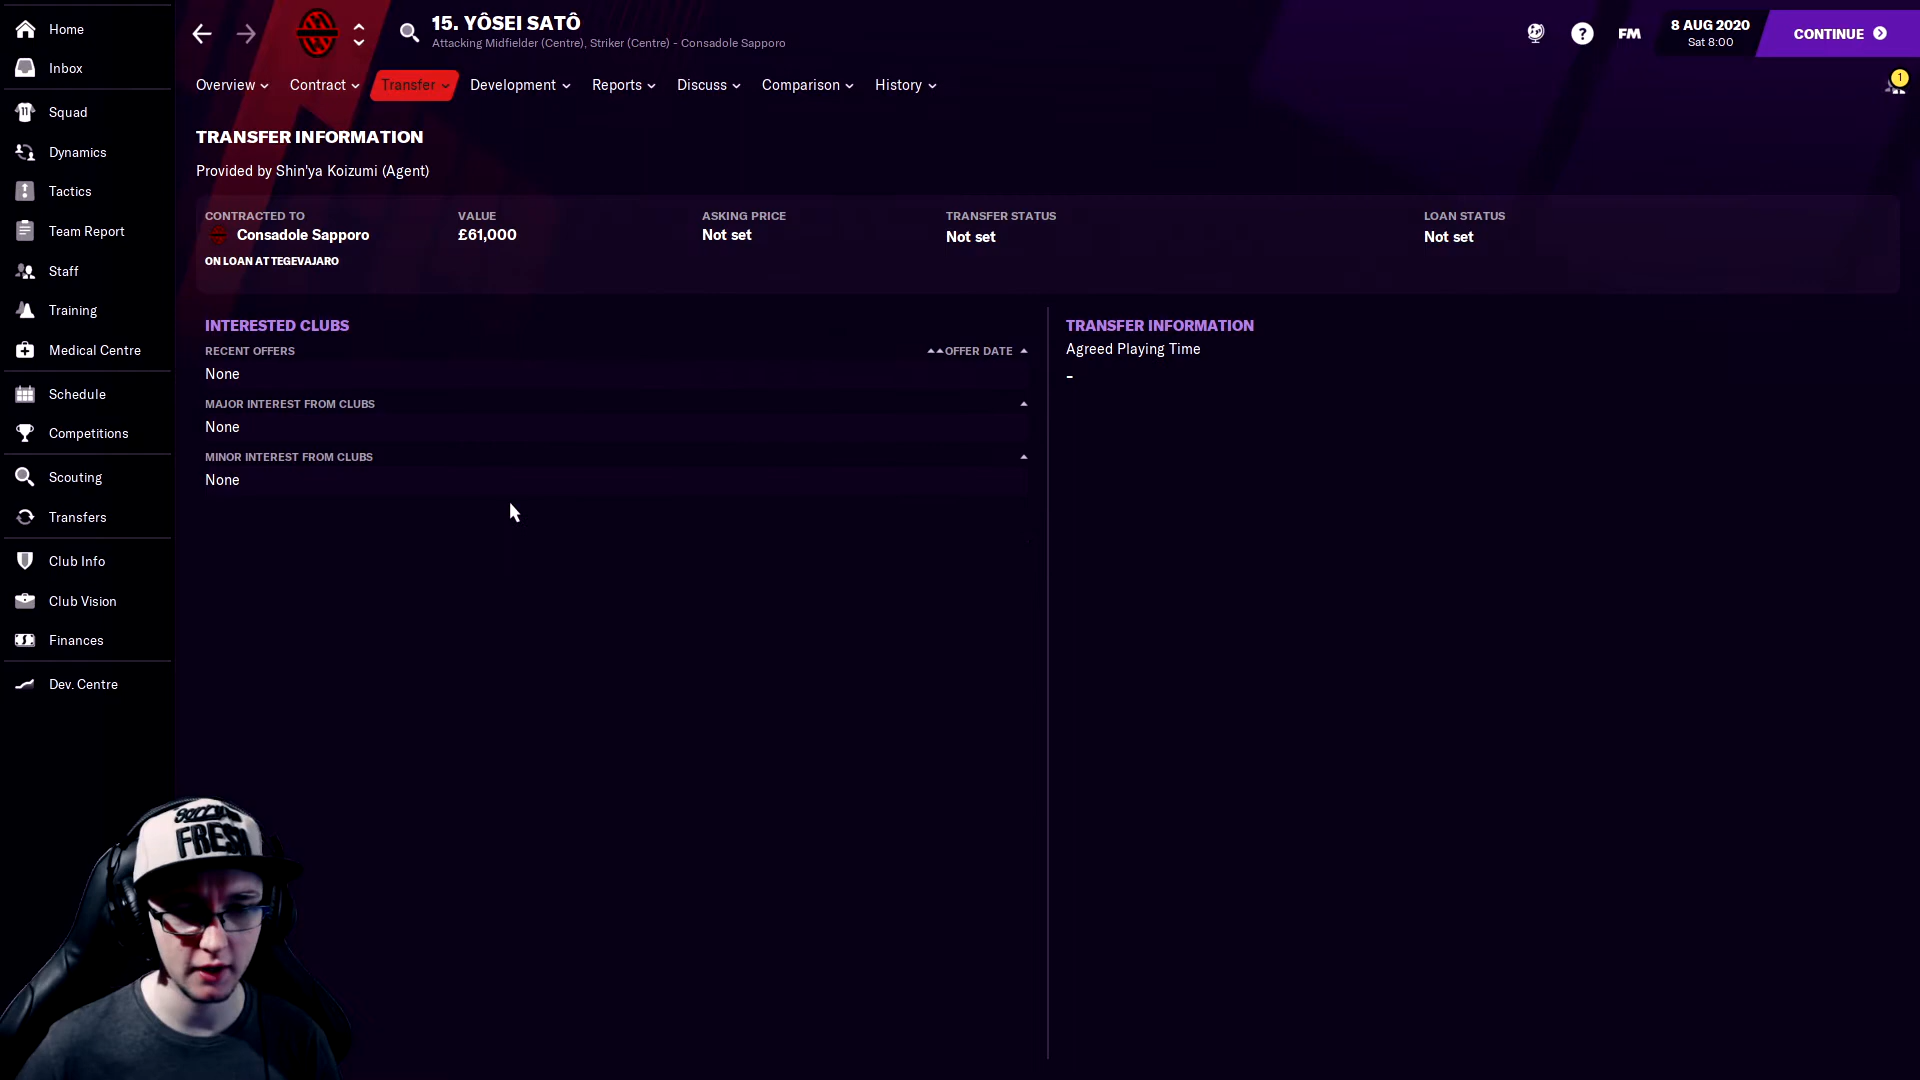 Home
Inbox
Squad
Dynamics
Tactics
Team Report
Staff
Training
Medical Centre
Schedule
Competitions
Scouting
Transfers
Club Info
Club Vision
Finances
Dev. Centre
15. YÔSEI SATÔ
Attacking Midfielder (Centre), Striker (Centre) - Consadole Sapporo
? FM
8 AUG 2020
Sat 8:00
CONTINUE
1
Overview Contract Transfer Development Reports Discuss Comparison History
TRANSFER INFORMATION
Provided by Shin'ya Koizumi (Agent)
CONTRACTED TO VALUE ASKING PRICE TRANSFER STATUS LOAN STATUS
Consadole Sapporo £61,000 Not set Not set Not set
ON LOAN AT TEGEVAJARO
INTERESTED CLUBS
RECENT OFFERS OFFER DATE
None
MAJOR INTEREST FROM CLUBS
None
MINOR INTEREST FROM CLUBS
None
TRANSFER INFORMATION
Agreed Playing Time
-
FRESH